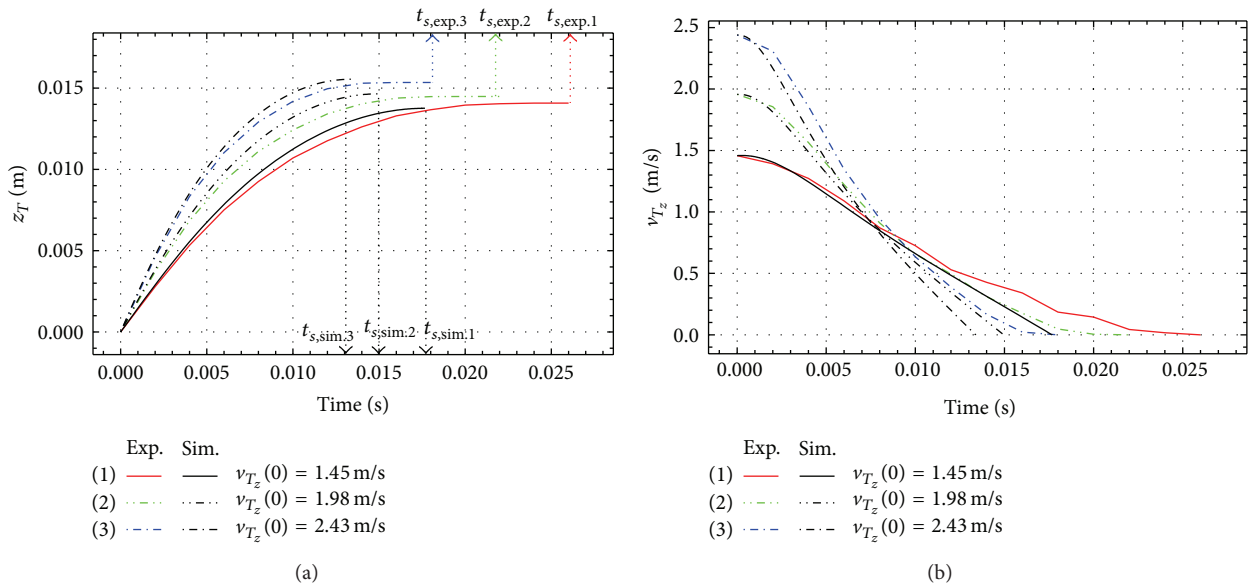 t_{s,exp.3} t_{s,exp.2} t_{s,exp.1}
0.015
0.010
0.005
0.000
z_T (m)
t_{s,sim.3} t_{s,sim.2} t_{s,sim.1}
0.000 0.005 0.010 0.015 0.020 0.025
Time (s)
Exp. Sim.
(1) v_{T_z}(0) = 1.45 m/s
(2) v_{T_z}(0) = 1.98 m/s
(3) v_{T_z}(0) = 2.43 m/s
(a)
2.5
2.0
1.5
1.0
0.5
0.0
v_{T_z} (m/s)
0.000 0.005 0.010 0.015 0.020 0.025
Time (s)
Exp. Sim.
(1) v_{T_z}(0) = 1.45 m/s
(2) v_{T_z}(0) = 1.98 m/s
(3) v_{T_z}(0) = 2.43 m/s
(b)